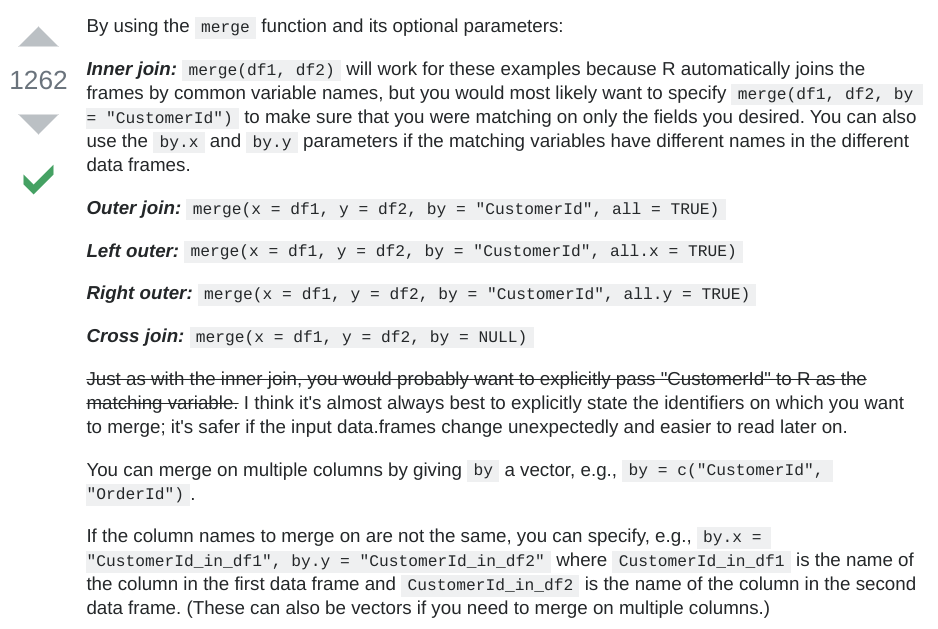 1262
By using the merge function and its optional parameters:
Inner join: merge(df1, df2) will work for these examples because R automatically joins the
frames by common variable names, but you would most likely want to specify merge(df1, df2, by
= "CustomerId") to make sure that you were matching on only the fields you desired. You can also
use the by.x and by.y parameters if the matching variables have different names in the different
data frames.
Outer join: merge(x = df1, y = df2, by = "CustomerId", all = TRUE)
Left outer: merge(x = df1, y = df2, by = "CustomerId", all.x = TRUE)
Right outer: merge(x = df1, y = df2, by = "CustomerId", all.y = TRUE)
Cross join: merge(x = df1, y = df2, by = NULL)
Just as with the inner join, you would probably want to explicitly pass "CustomerId" to R as the
matching variable. I think it's almost always best to explicitly state the identifiers on which you want
to merge; it's safer if the input data.frames change unexpectedly and easier to read later on.
You can merge on multiple columns by giving by a vector, e.g., by = c("CustomerId",
"OrderId").
If the column names to merge on are not the same, you can specify, e.g., by.x =
"CustomerId_in_df1", by.y = "CustomerId_in_df2" where CustomerId_in_df1 is the name of
the column in the first data frame and CustomerId_in_df2 is the name of the column in the second
data frame. (These can also be vectors if you need to merge on multiple columns.)